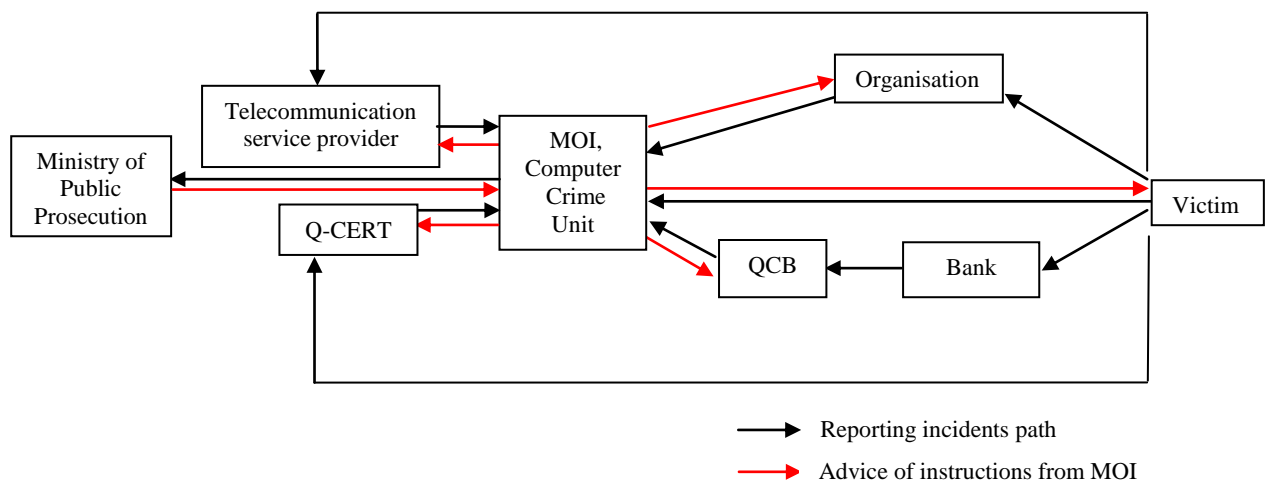 Organisation
Telecommunication
service provider
MOI,
Computer
Crime
Unit
Ministry of
Public
Prosecution
Victim
Q-CERT
QCB
Bank
Reporting incidents path
Advice of instructions from MOI